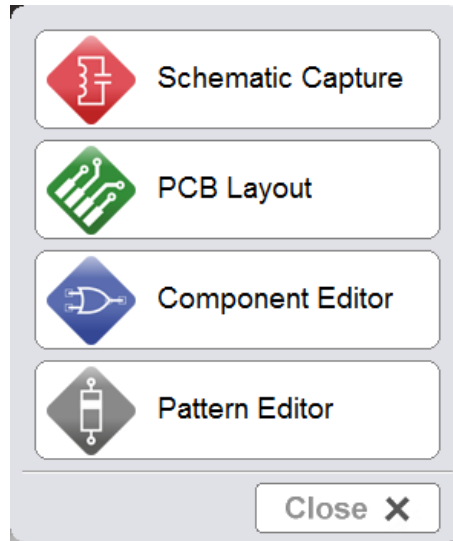 Schematic Capture
PCB Layout
Component Editor
Pattern Editor
Close